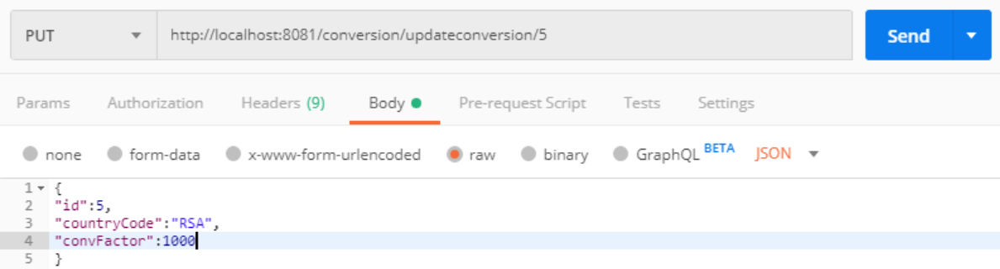 PUT http://localhost:8081/conversion/updateconversion/5 Send
Params Authorization Headers (9) Body Pre-request Script Tests Settings
none form-data x-www-form-urlencoded raw binary GraphQL BETA JSON
1 {
2 "id":5,
3 "countryCode":"RSA",
4 "convFactor":1000
5 }